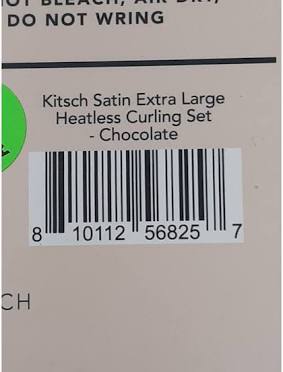 DO NOT WRING
Kitsch Satin Extra Large
Heatless Curling Set
- Chocolate
8 10112 56825 7
CH